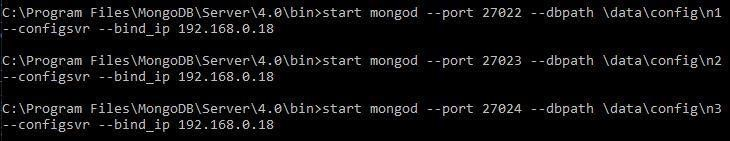 C:\Program Files\MongoDB\Server\4.0\bin>start mongod --port 27022 --dbpath \data\config\n1
--configsvr --bind_ip 192.168.0.18
C:\Program Files\MongoDB\Server\4.0\bin>start mongod --port 27023 --dbpath \data\config\n2
--configsvr --bind_ip 192.168.0.18
C:\Program Files\MongoDB\Server\4.0\bin>start mongod --port 27024 --dbpath \data\config\n3
--configsvr --bind_ip 192.168.0.18